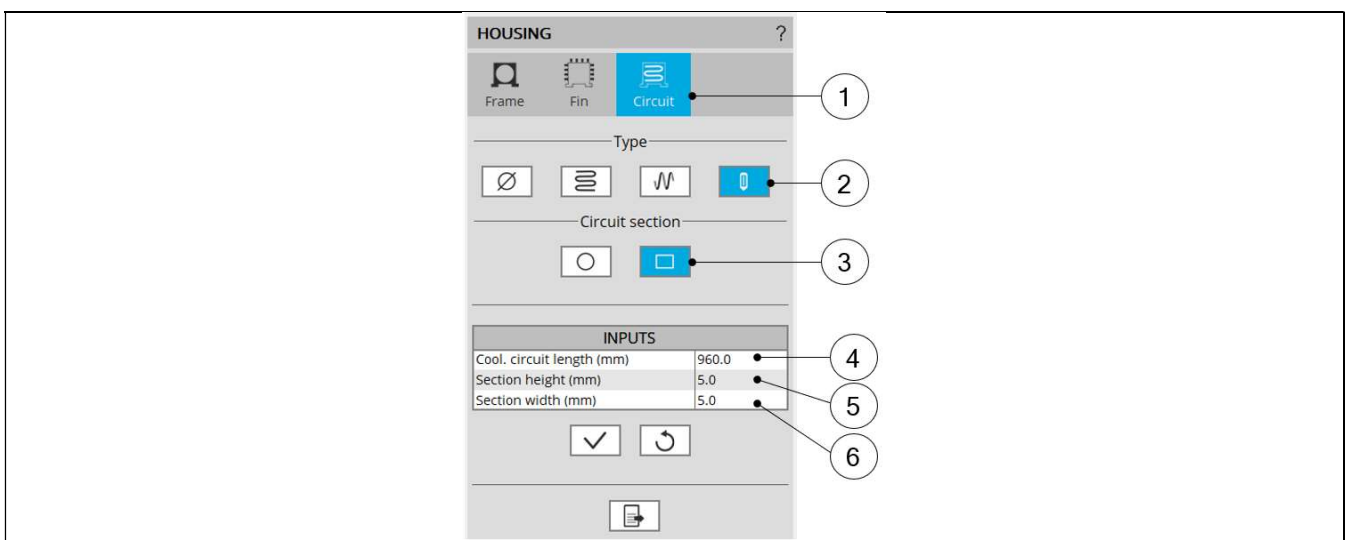 HOUSING ?
Frame Fin Circuit
1
Type
2
Circuit section
3
INPUTS
Cool. circuit length (mm) 960.0
4
Section height (mm) 5.0
5
Section width (mm) 5.0
6